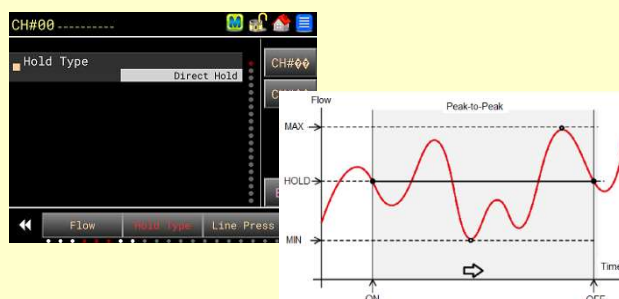 CH#00 ----------
M
Hold Type
Direct Hold
CH#��
Flow
Hold Type
Line Press
Flow
Peak-to-Peak
MAX
HOLD
MIN
Time
ON
OFF